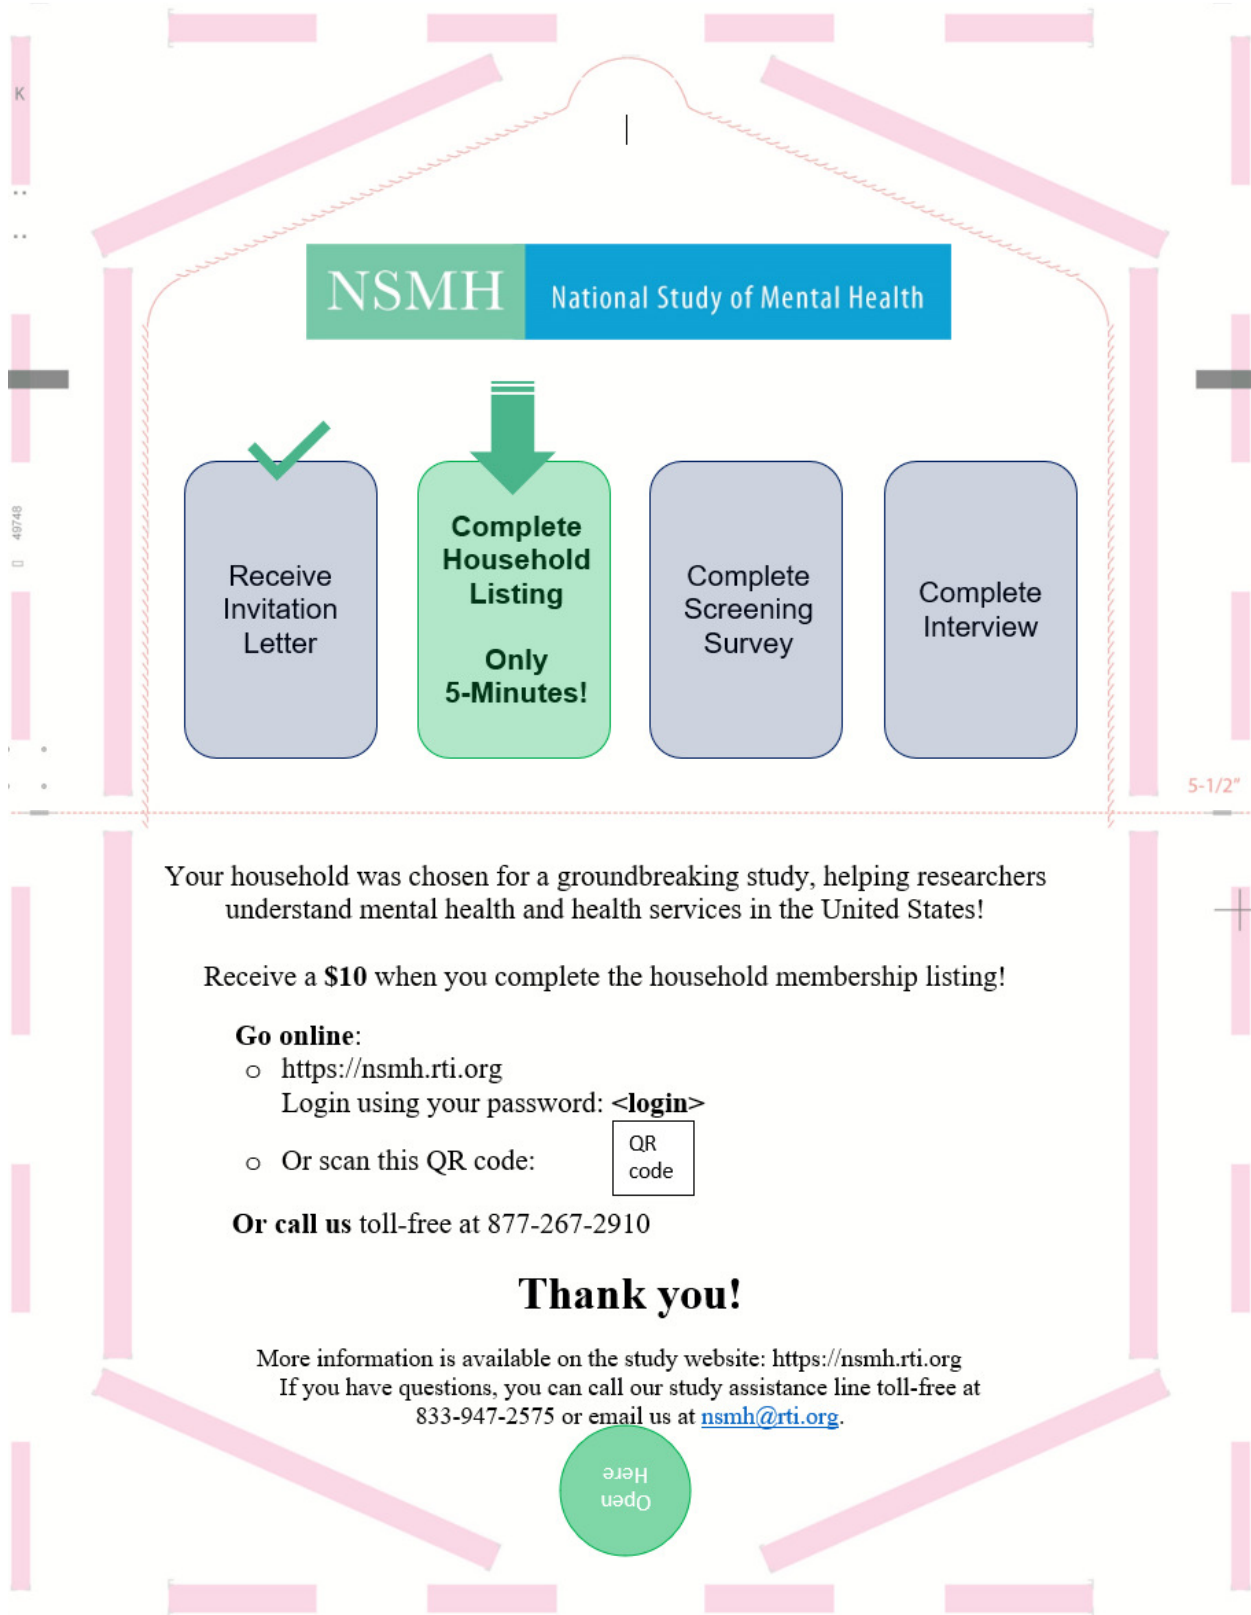 K
NSMH National Study of Mental Health
Receive
Invitation
Letter
Complete
Household
Listing
Only
5-Minutes!
Complete
Screening
Survey
Complete
Interview
49748
5-1/2"
Your household was chosen for a groundbreaking study, helping researchers
understand mental health and health services in the United States!
Receive a $10 when you complete the household membership listing!
Go online:
o https://nsmh.rti.org
Login using your password: <login>
o Or scan this QR code:
QR
code
Or call us toll-free at 877-267-2910
Thank you!
More information is available on the study website: https://nsmh.rti.org
If you have questions, you can call our study assistance line toll-free at
833-947-2575 or email us at nsmh@rti.org.
Open
Here